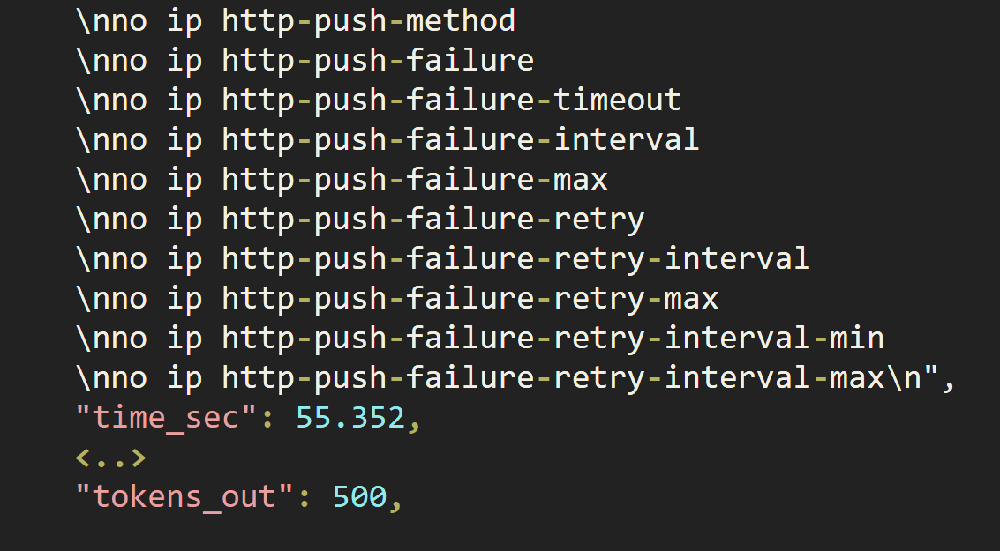 \nno ip http-push-method
\nno ip http-push-failure
\nno ip http-push-failure-timeout
\nno ip http-push-failure-interval
\nno ip http-push-failure-max
\nno ip http-push-failure-retry
\nno ip http-push-failure-retry-interval
\nno ip http-push-failure-retry-max
\nno ip http-push-failure-retry-interval-min
\nno ip http-push-failure-retry-interval-max\n",
"time_sec": 55.352,
<..>
"tokens_out": 500,